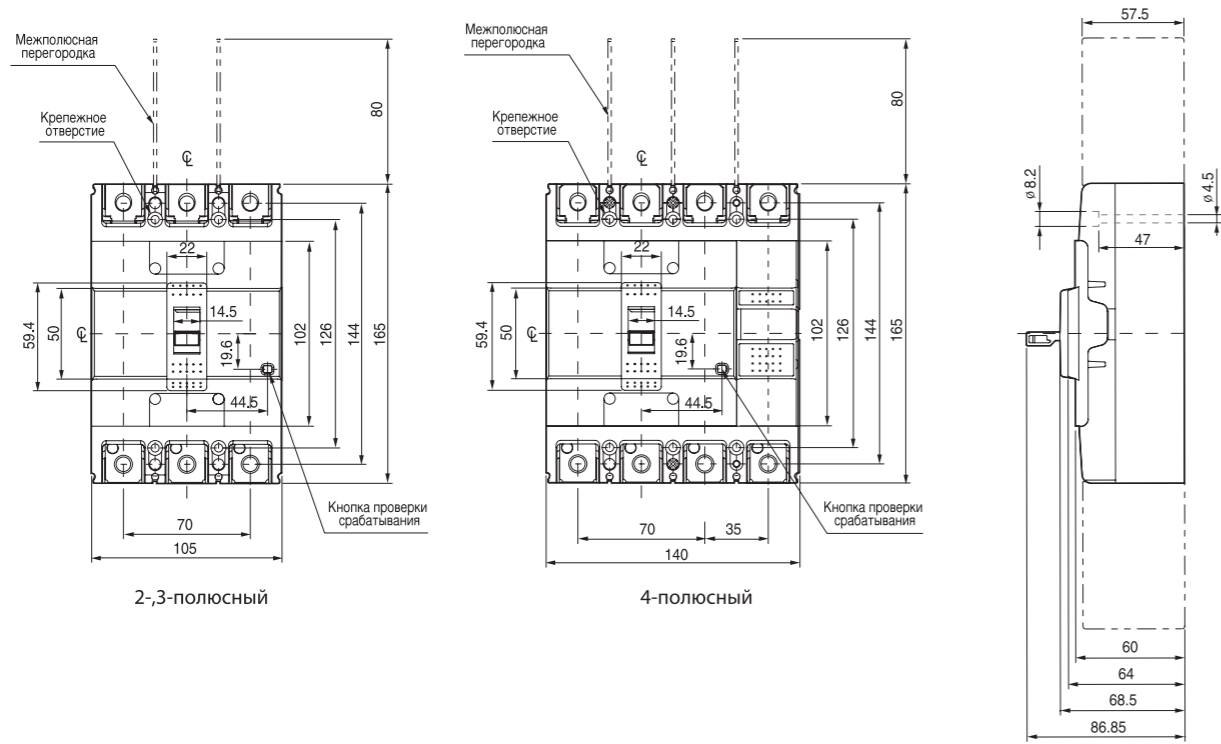 Межполюсная
перегородка
Крепежное
отверстие
℄
80
22
14.5
59.4
50
℄
19.6
44.5
102
126
144
165
Кнопка проверки
срабатывания
70
105
2-,3-полюсный
Межполюсная
перегородка
Крепежное
отверстие
℄
80
22
14.5
59.4
50
℄
19.6
44.5
102
126
144
165
Кнопка проверки
срабатывания
70
35
140
4-полюсный
57.5
ø8.2
ø4.5
47
60
64
68.5
86.85